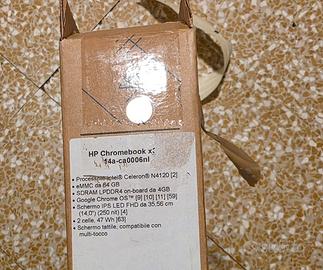 HP Chromebook x
14a-ca0006nl
• Processore Intel® Celeron® N4120 [2]
• eMMC da 64 GB
• SDRAM LPDDR4 on-board da 4GB
• Google Chrome OS™ [9] [10] [11] [59]
• Schermo IPS LED FHD da 35,56 cm
(14,0") (250 nit) [4]
• 2 celle, 47 Wh [63]
• Schermo tattile, compatibile con
multi-tocco